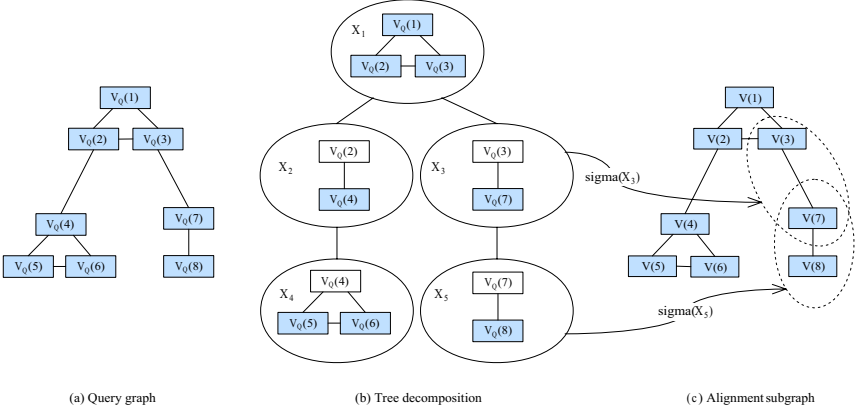 V_Q(1)
V_Q(2) V_Q(3)
V_Q(4) V_Q(7)
V_Q(5) V_Q(6) V_Q(8)
(a) Query graph
X_1
V_Q(1)
V_Q(2) V_Q(3)
X_2
V_Q(2)
V_Q(4)
X_3
V_Q(3)
V_Q(7)
X_4
V_Q(4)
V_Q(5) V_Q(6)
X_5
V_Q(7)
V_Q(8)
(b) Tree decomposition
sigma(X_3)
sigma(X_5)
V(1)
V(2) V(3)
V(4) V(7)
V(5) V(6) V(8)
(c) Alignment subgraph